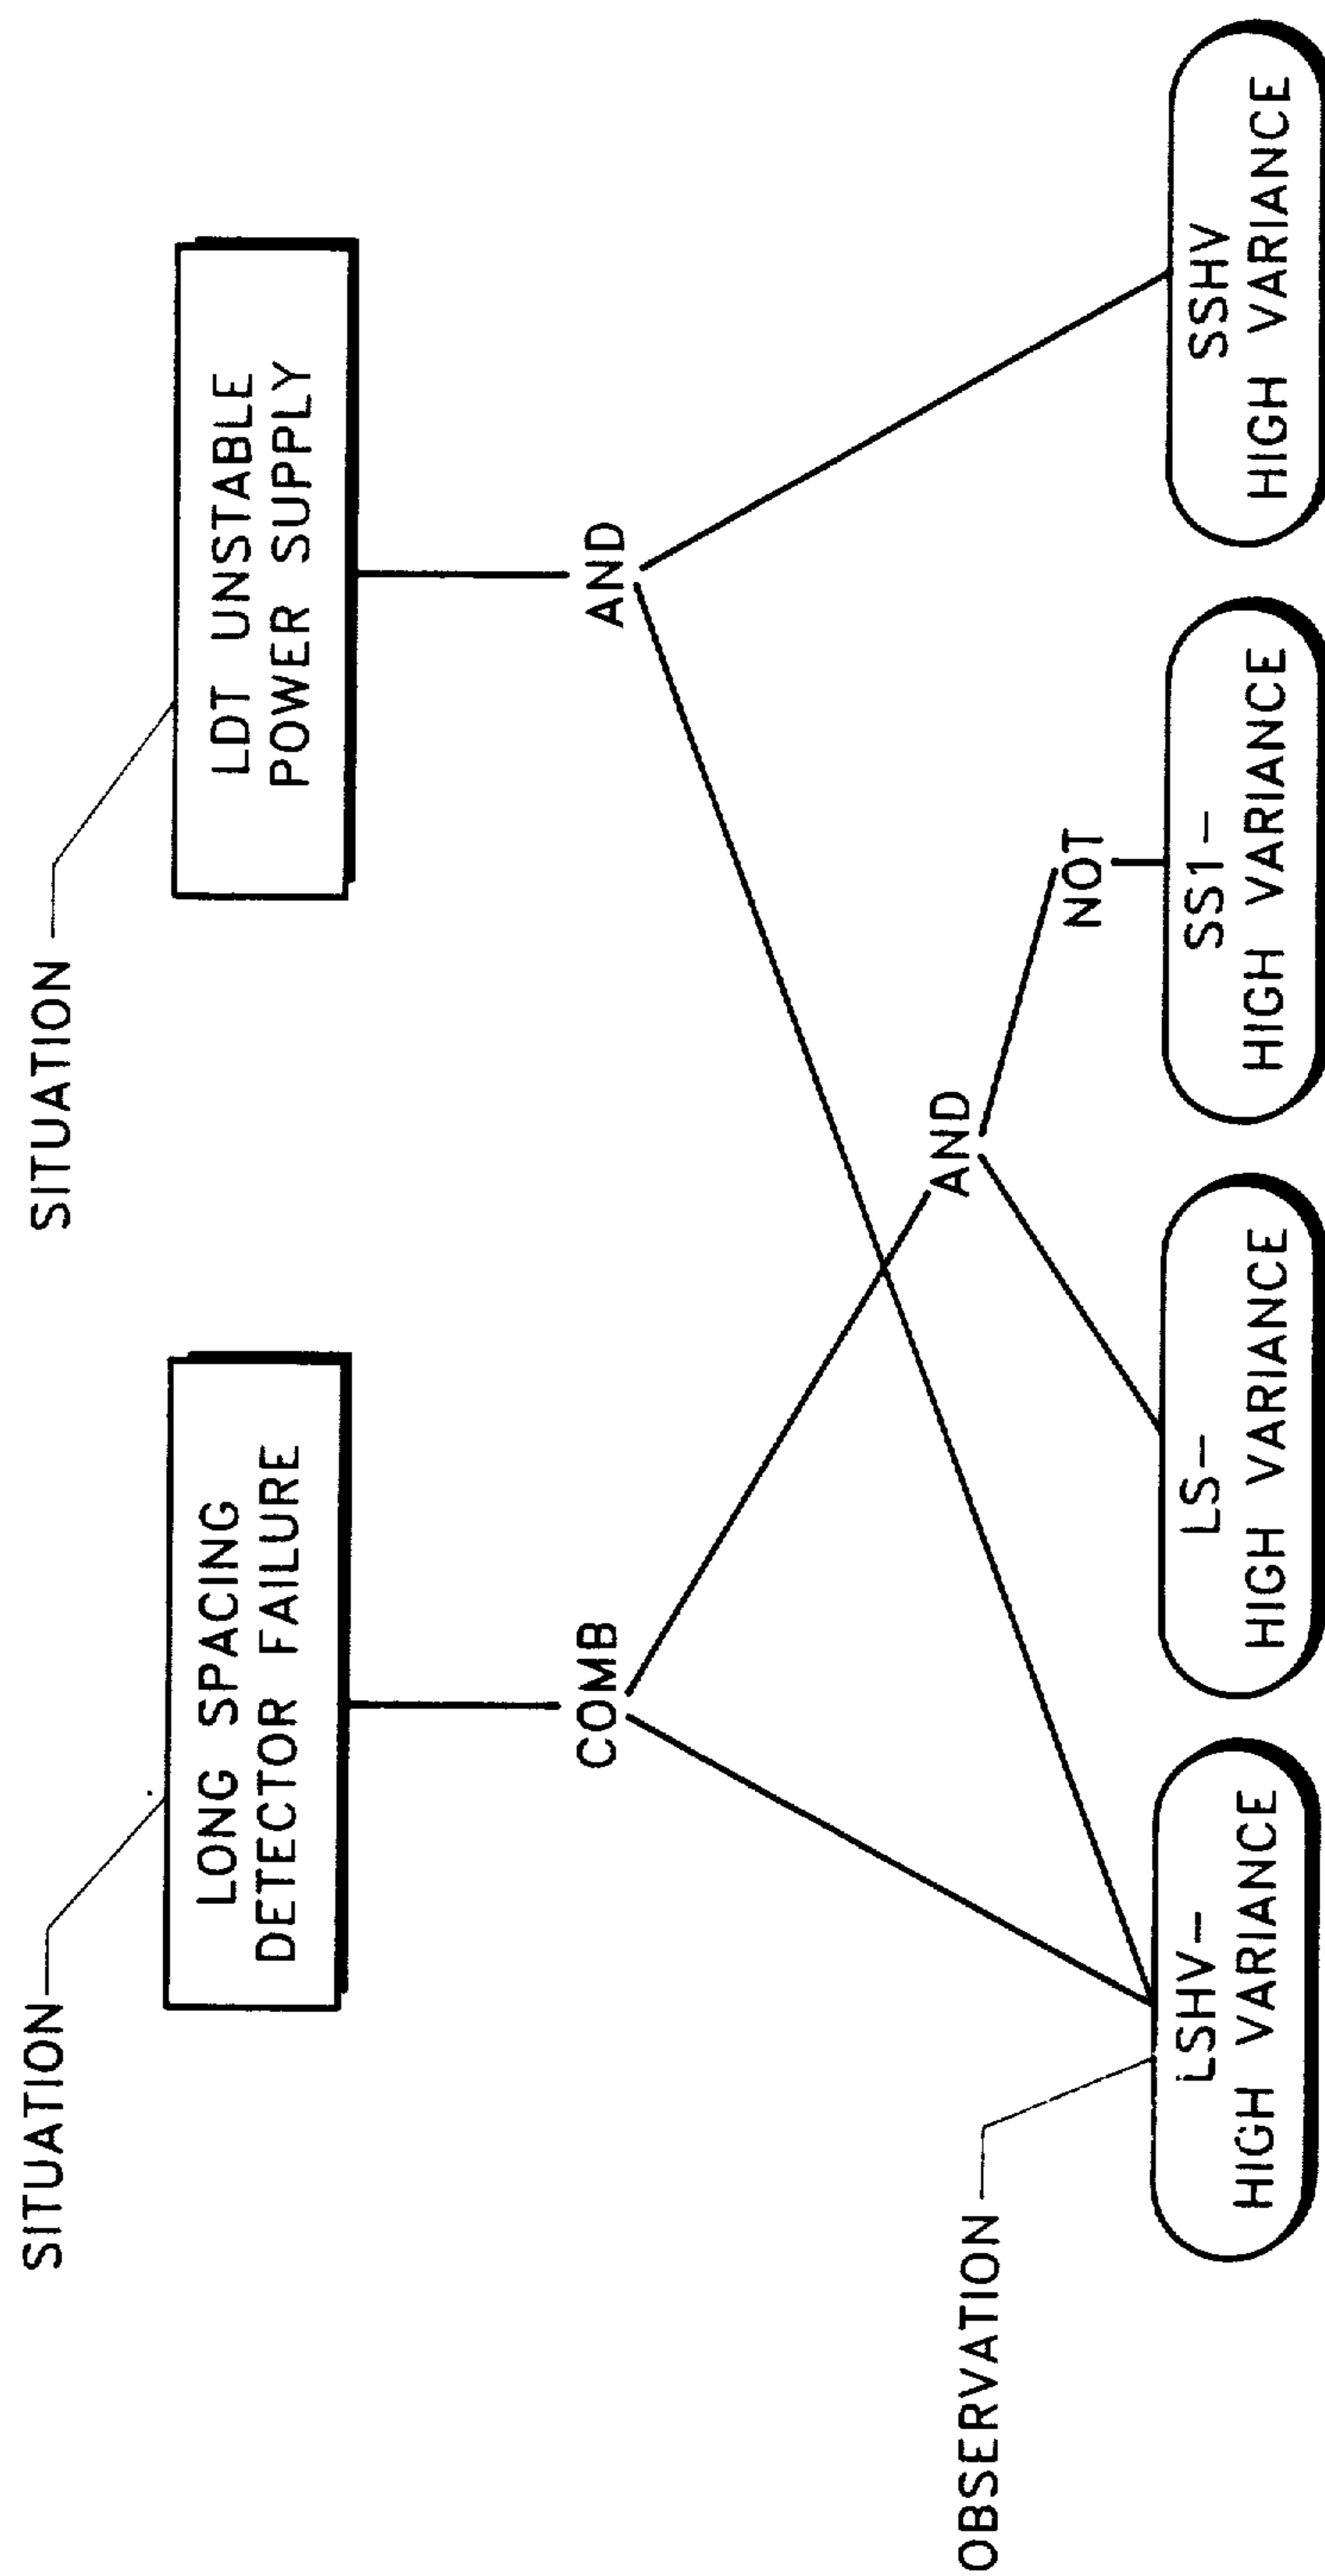 SITUATION
SITUATION
LONG SPACING
DETECTOR FAILURE
LDT UNSTABLE
POWER SUPPLY
COMB
AND
AND
NOT
OBSERVATION
LSHV-
HIGH VARIANCE
LS-
HIGH VARIANCE
SS1-
HIGH VARIANCE
SSHV
HIGH VARIANCE